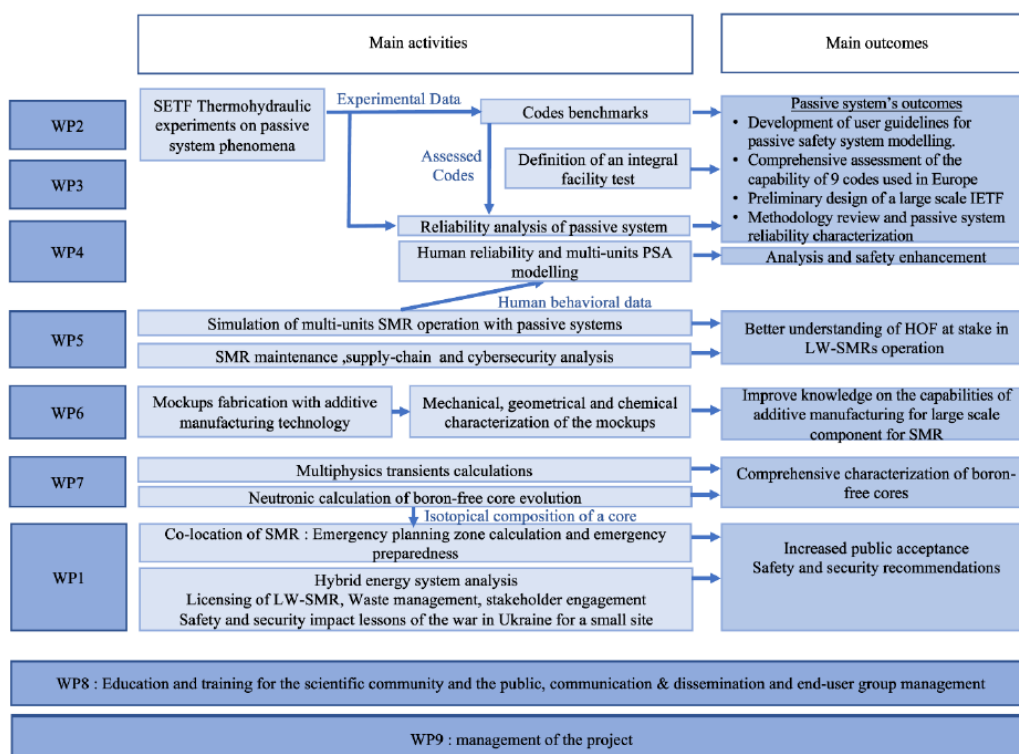 Main activities
Main outcomes
WP2
SETF Thermohydraulic
experiments on passive
system phenomena
Experimental Data
Codes benchmarks
Assessed
Codes
WP3
Definition of an integral
facility test
Passive system's outcomes
• Development of user guidelines for
passive safety system modelling.
• Comprehensive assessment of the
capability of 9 codes used in Europe
• Preliminary design of a large scale IETF
• Methodology review and passive system
reliability characterization
WP4
Reliability analysis of passive system
Human reliability and multi-units PSA
modelling
Analysis and safety enhancement
Human behavioral data
WP5
Simulation of multi-units SMR operation with passive systems
SMR maintenance ,supply-chain and cybersecurity analysis
Better understanding of HOF at stake in
LW-SMRs operation
WP6
Mockups fabrication with additive
manufacturing technology
Mechanical, geometrical and chemical
characterization of the mockups
Improve knowledge on the capabilities of
additive manufacturing for large scale
component for SMR
WP7
Multiphysics transients calculations
Neutronic calculation of boron-free core evolution
Comprehensive characterization of boron-
free cores
Isotopical composition of a core
WP1
Co-location of SMR : Emergency planning zone calculation and emergency
preparedness
Hybrid energy system analysis
Licensing of LW-SMR, Waste management, stakeholder engagement
Safety and security impact lessons of the war in Ukraine for a small site
Increased public acceptance
Safety and security recommendations
WP8 : Education and training for the scientific community and the public, communication & dissemination and end-user group management
WP9 : management of the project